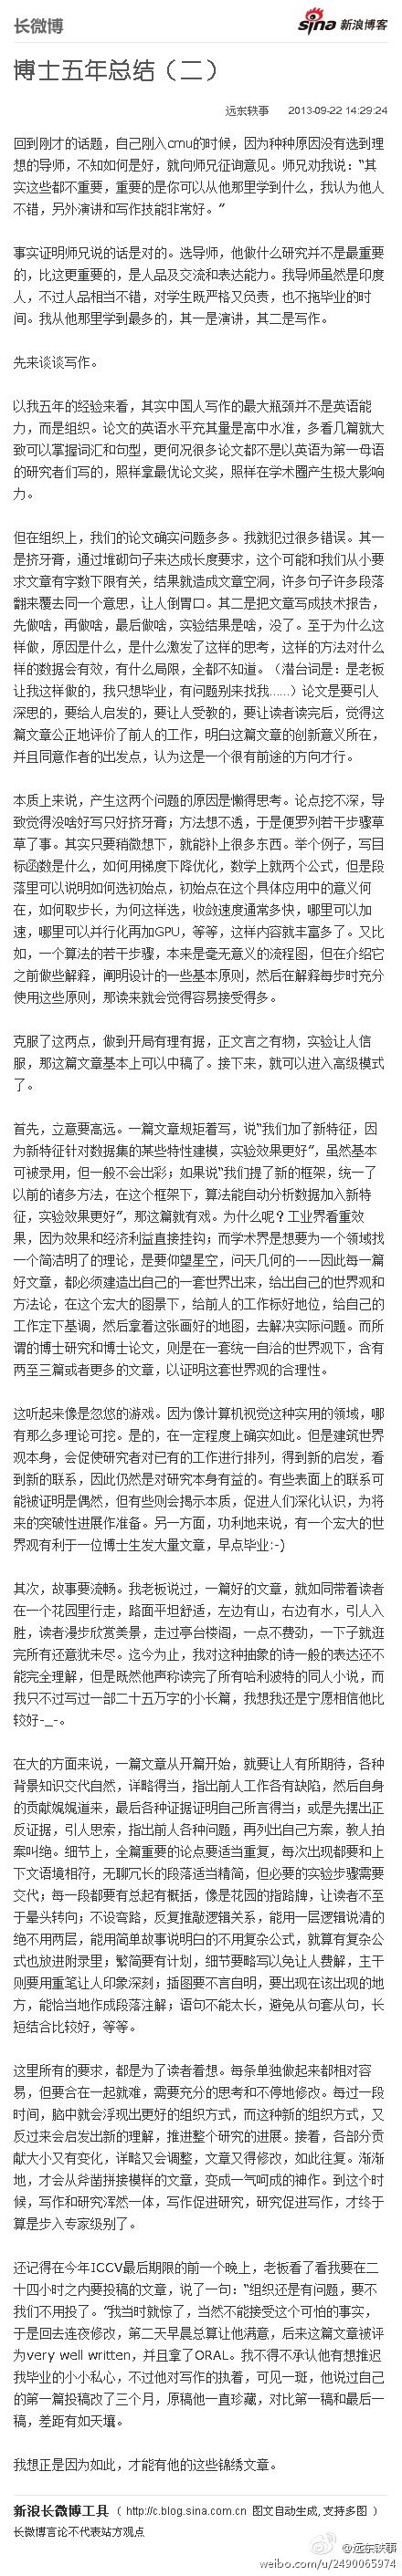 长微博
sina 新浪博客
博士五年总结（二）
远东轶事 2013-09-22 14:29:24
回到刚才的话题，自己刚入cmu的时候，因为种种原因没有选到理
想的导师，不知如何是好，就向师兄征询意见。师兄劝我说：“其
实这些都不重要，重要的是你可以从他那里学到什么，我认为他人
不错，另外演讲和写作技能非常好。”
事实证明师兄说的话是对的。选导师，他做什么研究并不是最重要
的，比这更重要的，是人品及交流和表达能力。我导师虽然是印度
人，不过人品相当不错，对学生既严格又负责，也不拖毕业的时
间。我从他那里学到最多的，其一是演讲，其二是写作。
先来谈谈写作。
以我五年的经验来看，其实中国人写作的最大瓶颈并不是英语能
力，而是组织。论文的英语水平充其量是高中水准，多看几篇就大
致可以掌握词汇和句型，更何况很多论文都不是以英语为第一母语
的研究者们写的，照样拿最优论文奖，照样在学术圈产生极大影响
力。
但在组织上，我们的论文确实问题多多。我就犯过很多错误。其一
是挤牙膏，通过堆砌句子来达成长度要求，这个可能和我们从小要
求文章有字数下限有关，结果就造成文章空洞，许多句子许多段落
翻来覆去同一个意思，让人倒胃口。其二是把文章写成技术报告，
先做啥，再做啥，最后做啥，实验结果是啥，没了。至于为什么这
样做，原因是什么，是什么激发了这样的思考，这样的方法对什么
样的数据会有效，有什么局限，全都不知道。（潜台词是：是老板
让我这样做的，我只想毕业，有问题别来找我……）论文是要引人
深思的，要给人启发的，要让人受教的，要让读者读完后，觉得这
篇文章公正地评价了前人的工作，明白这篇文章的创新意义所在，
并且同意作者的出发点，认为这是一个很有前途的方向才行。
本质上来说，产生这两个问题的原因是懒得思考。论点挖不深，导
致觉得没啥好写只好挤牙膏；方法想不透，于是便罗列若干步骤草
草了事。其实只要稍微想下，就能补上很多东西。举个例子，写目
标函数是什么，如何用梯度下降优化，数学上就两个公式，但是段
落里可以说明如何选初始点，初始点在这个具体应用中的意义何
在，如何取步长，为何这样选，收敛速度通常多快，哪里可以加
速，哪里可以并行化再加GPU，等等，这样内容就丰富多了。又比
如，一个算法的若干步骤，本来是毫无意义的流程图，但在介绍它
之前做些解释，阐明设计的一些基本原则，然后在解释每步时充分
使用这些原则，那读来就会觉得容易接受得多。
克服了这两点，做到开局有理有据，正文言之有物，实验让人信
服，那这篇文章基本上可以中稿了。接下来，就可以进入高级模式
了。
首先，立意要高远。一篇文章规矩着写，说“我们加了新特征，因
为新特征针对数据集的某些特性建模，实验效果更好”，虽然基本
可被录用，但一般不会出彩；如果说“我们提了新的框架，统一了
以前的诸多方法，在这个框架下，算法能自动分析数据加入新特
征，实验效果更好”，那这篇就有戏。为什么呢？工业界看重效
果，因为效果和经济利益直接挂钩；而学术界是想要为一个领域找
一个简洁明了的理论，是要仰望星空，问天几何的——因此每一篇
好文章，都必须建造出自己的一套世界出来，给出自己的世界观和
方法论，在这个宏大的图景下，给前人的工作标好地位，给自己的
工作定下基调，然后拿着这张画好的地图，去解决实际问题。而所
谓的博士研究和博士论文，则是在一套统一自洽的世界观下，含有
两至三篇或者更多的文章，以证明这套世界观的合理性。
这听起来像是忽悠的游戏。因为像计算机视觉这种实用的领域，哪
有那么多理论可挖。是的，在一定程度上确实如此。但是建筑世界
观本身，会促使研究者对已有的工作进行排列，得到新的启发，看
到新的联系，因此仍然是对研究本身有益的。有些表面上的联系可
能被证明是偶然，但有些则会揭示本质，促进人们深化认识，为将
来的突破性进展作准备。另一方面，功利地来说，有一个宏大的世
界观有利于一位博士生发大量文章，早点毕业:-)
其次，故事要流畅。我老板说过，一篇好的文章，就如同带着读者
在一个花园里行走，路面平坦舒适，左边有山，右边有水，引人入
胜，读者漫步欣赏美景，走过亭台楼阁，一点不费劲，一下子就逛
完所有还意犹未尽。迄今为止，我对这种抽象的诗一般的表达还不
能完全理解，但是既然他声称读完了所有哈利波特的同人小说，而
我只不过写过一部二十五万字的小长篇，我想我还是宁愿相信他比
较好-_-。
在大的方面来说，一篇文章从开篇开始，就要让人有所期待，各种
背景知识交代自然，详略得当，指出前人工作各有缺陷，然后自身
的贡献娓娓道来，最后各种证据证明自己所言得当；或是先摆出正
反证据，引人思索，指出前人各种问题，再列出自己方案，教人拍
案叫绝。细节上，全篇重要的论点要适当重复，每次出现都要和上
下文语境相符，无聊冗长的段落适当精简，但必要的实验步骤需要
交代；每一段都要有总起有概括，像是花园的指路牌，让读者不至
于晕头转向；不设弯路，反复推敲逻辑关系，能用一层逻辑说清的
绝不用两层，能用简单故事说明白的不用复杂公式，就算有复杂公
式也放进附录里；繁简要有计划，细节要略写以免让人费解，主干
则要用重笔让人印象深刻；插图要不言自明，要出现在该出现的地
方，能恰当地作成段落注解；语句不能太长，避免从句套从句，长
短结合比较好，等等。
这里所有的要求，都是为了读者着想。每条单独做起来都相对容
易，但要合在一起就难，需要充分的思考和不停地修改。每过一段
时间，脑中就会浮现出更好的组织方式，而这种新的组织方式，又
反过来会启发出新的理解，推进整个研究的进展。接着，各部分贡
献大小又有变化，详略又会调整，文章又得修改，如此往复。渐渐
地，才会从斧凿拼接模样的文章，变成一气呵成的神作。到这个时
候，写作和研究浑然一体，写作促进研究，研究促进写作，才终于
算是步入专家级别了。
还记得在今年ICCV最后期限的前一个晚上，老板看了看我要在二
十四小时之内要投稿的文章，说了一句：“组织还是有问题，要不
我们不用投了。”我当时就惊了，当然不能接受这个可怕的事实，
于是回去连夜修改，第二天早晨总算让他满意，后来这篇文章被评
为very well written，并且拿了ORAL。我不得不承认他有想推迟
我毕业的小小私心，不过他对写作的执着，可见一斑，他说过自己
的第一篇投稿改了三个月，原稿他一直珍藏，对比第一稿和最后一
稿，差距有如天壤。
我想正是因为如此，才能有他的这些锦绣文章。
新浪长微博工具（ http://c.blog.sina.com.cn 图文自动生成, 支持多图 ）
长微博言论不代表站方观点
@远东轶事
weibo.com/u/2490065974